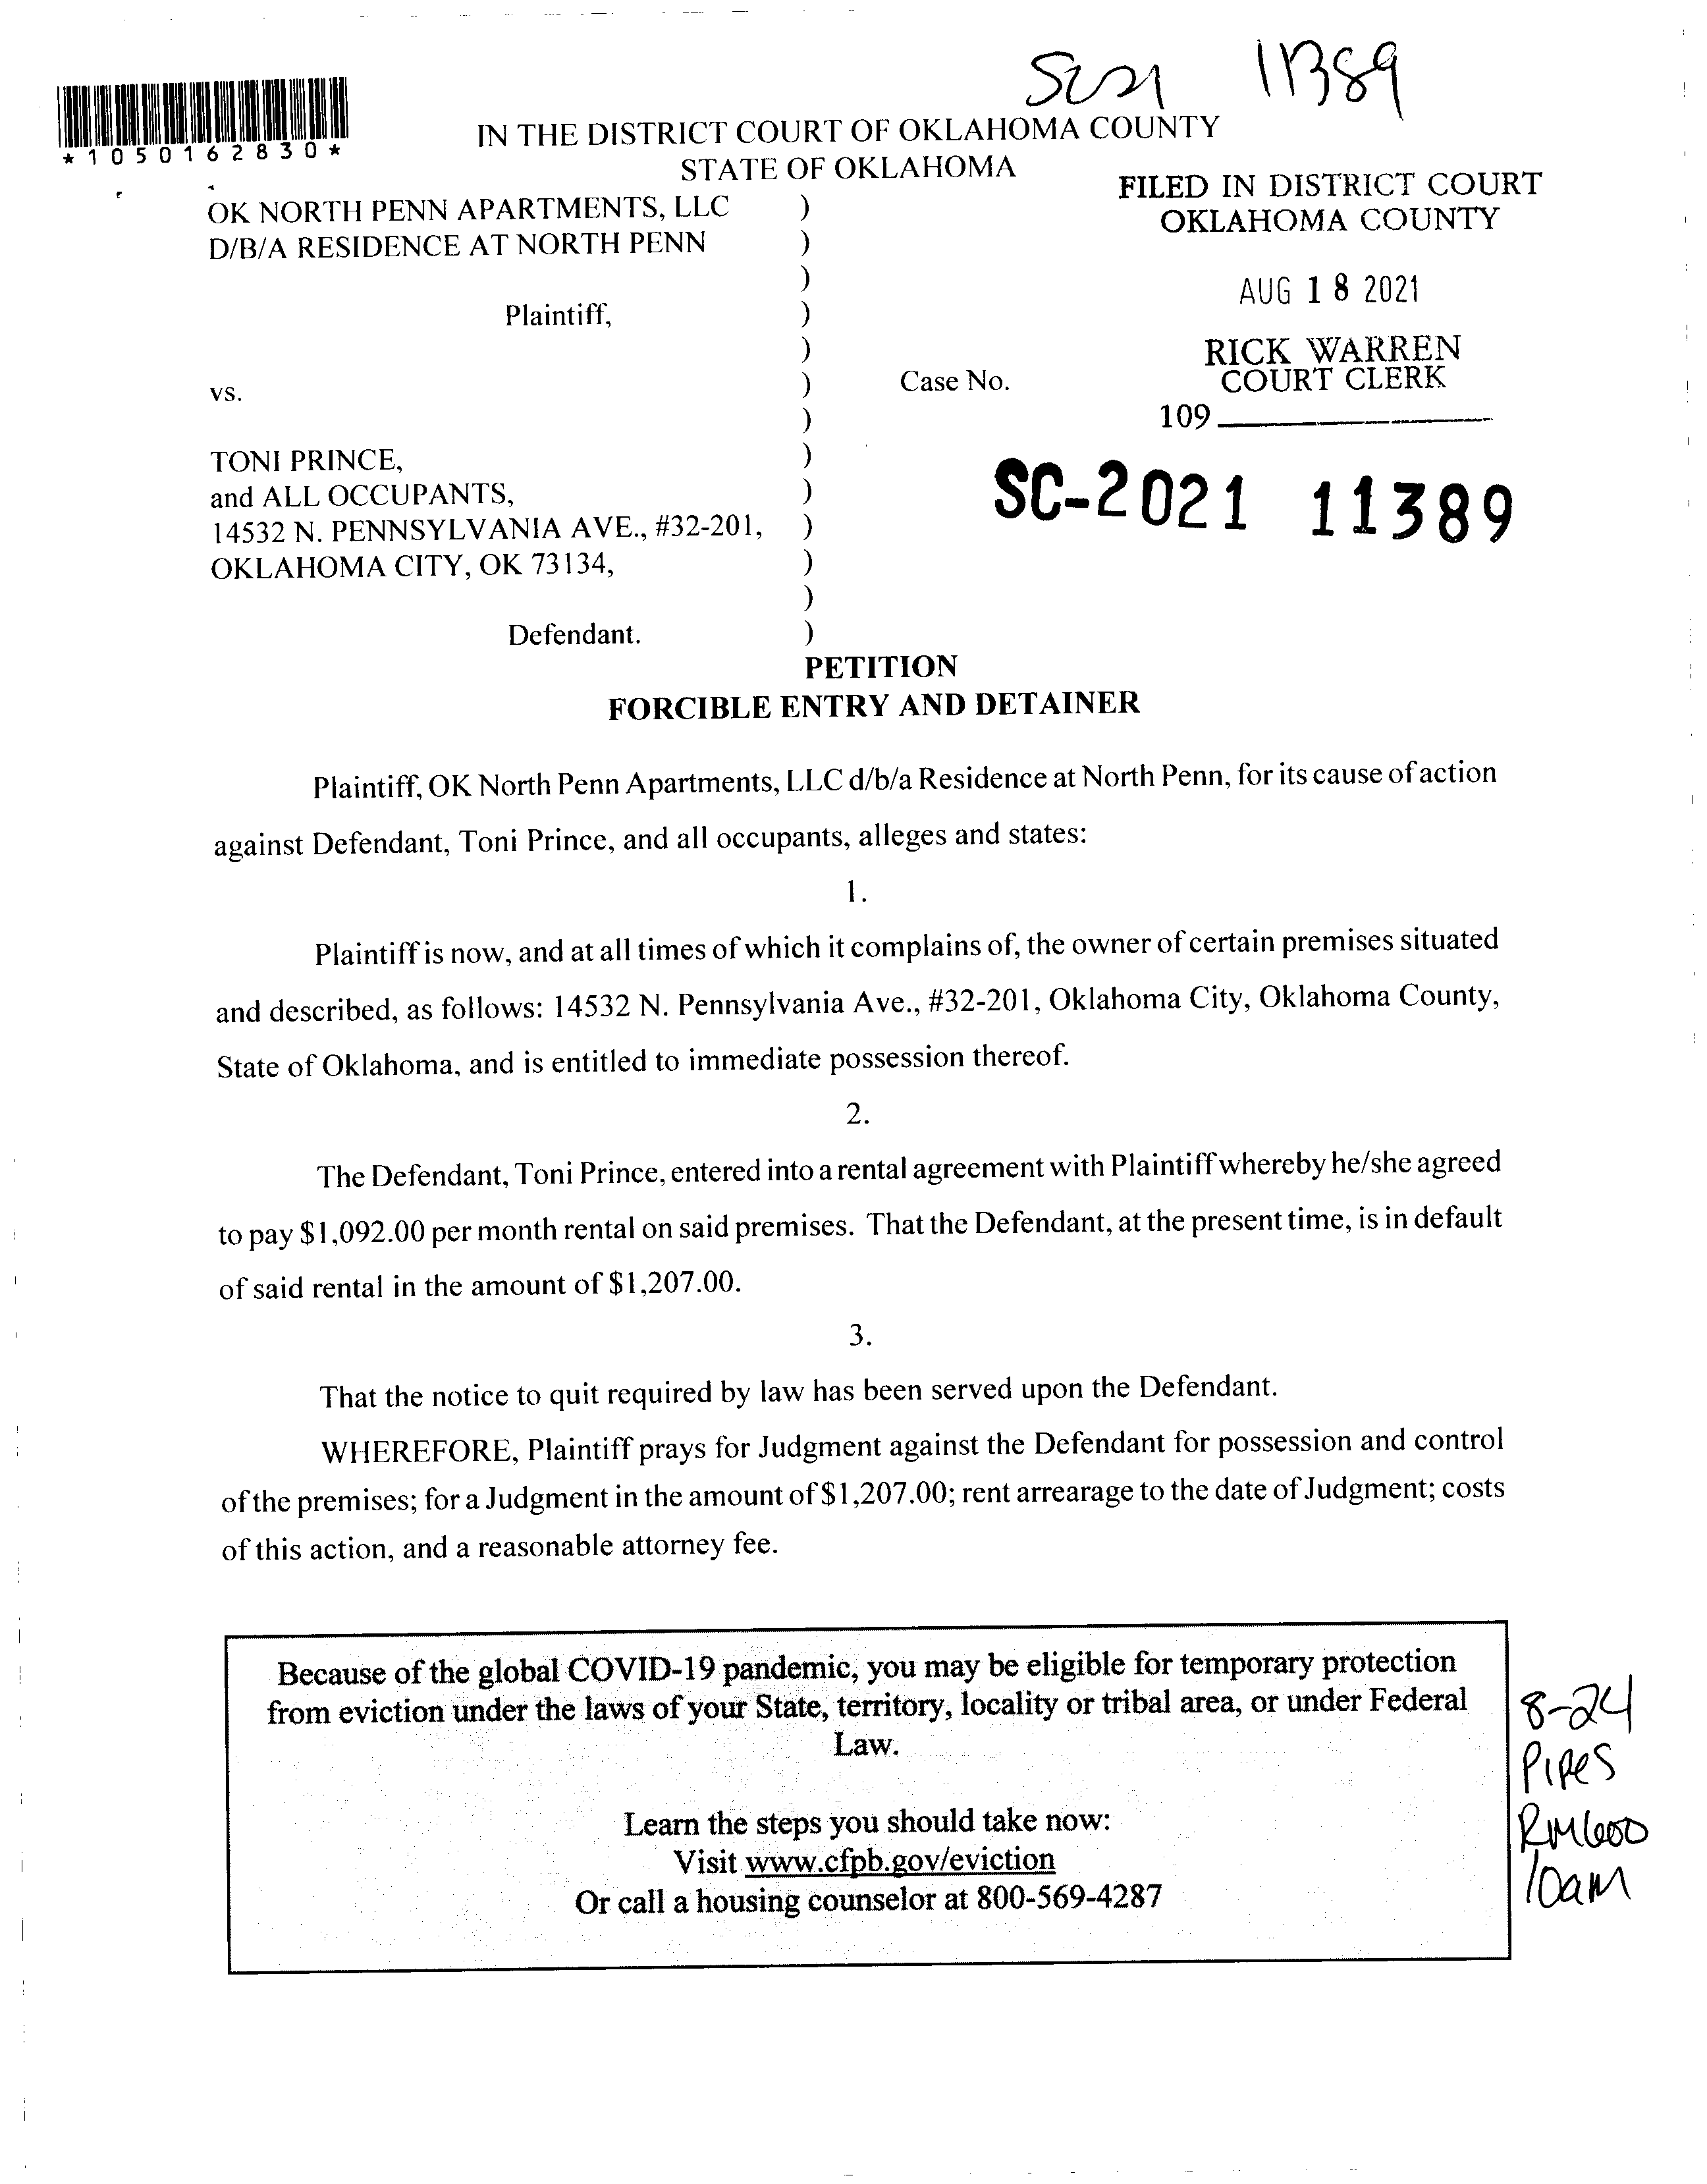 SC21 11389
*1050162830*
IN THE DISTRICT COURT OF OKLAHOMA COUNTY
STATE OF OKLAHOMA
FILED IN DISTRICT COURT
OKLAHOMA COUNTY
AUG 18 2021
RICK WARREN
COURT CLERK
109
OK NORTH PENN APARTMENTS, LLC )
D/B/A RESIDENCE AT NORTH PENN )
)
Plaintiff, )
)
vs. ) Case No.
)
TONI PRINCE, )
and ALL OCCUPANTS, )
14532 N. PENNSYLVANIA AVE., #32-201, )
OKLAHOMA CITY, OK 73134, )
)
Defendant. )
SC-2021 11389
PETITION
FORCIBLE ENTRY AND DETAINER
Plaintiff, OK North Penn Apartments, LLC d/b/a Residence at North Penn, for its cause of action
against Defendant, Toni Prince, and all occupants, alleges and states:
1.
Plaintiff is now, and at all times of which it complains of, the owner of certain premises situated
and described, as follows: 14532 N. Pennsylvania Ave., #32-201, Oklahoma City, Oklahoma County,
State of Oklahoma, and is entitled to immediate possession thereof.
2.
The Defendant, Toni Prince, entered into a rental agreement with Plaintiff whereby he/she agreed
to pay $1,092.00 per month rental on said premises. That the Defendant, at the present time, is in default
of said rental in the amount of $1,207.00.
3.
That the notice to quit required by law has been served upon the Defendant.
WHEREFORE, Plaintiff prays for Judgment against the Defendant for possession and control
of the premises; for a Judgment in the amount of $1,207.00; rent arrearage to the date of Judgment; costs
of this action, and a reasonable attorney fee.
Because of the global COVID-19 pandemic, you may be eligible for temporary protection
from eviction under the laws of your State, territory, locality or tribal area, or under Federal
Law.
Learn the steps you should take now:
Visit www.cfpb.gov/eviction
Or call a housing counselor at 800-569-4287
8-24
Pipes
RM600
10am